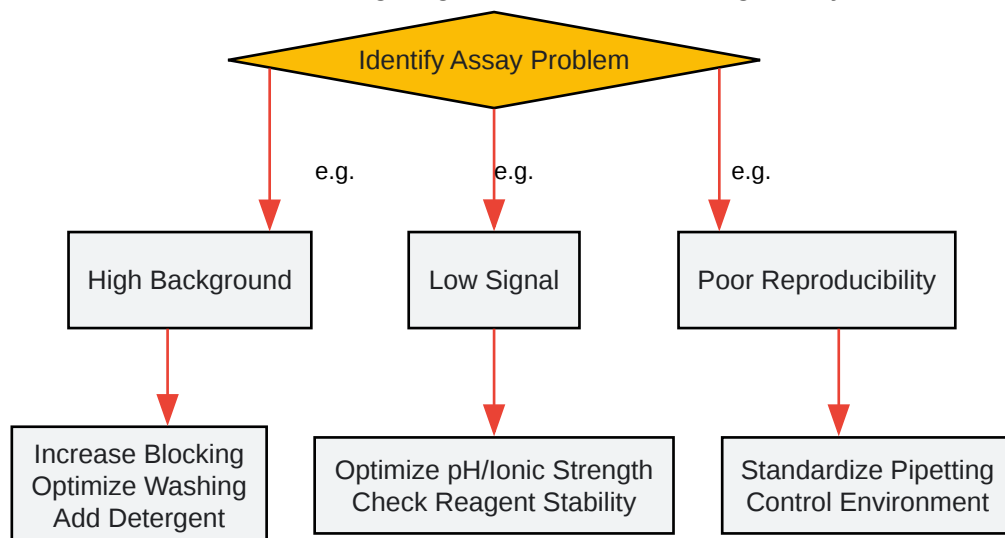 Identify Assay Problem
e.g.
e.g.
e.g.
High Background
Low Signal
Poor Reproducibility
Increase Blocking
Optimize Washing
Add Detergent
Optimize pH/Ionic Strength
Check Reagent Stability
Standardize Pipetting
Control Environment